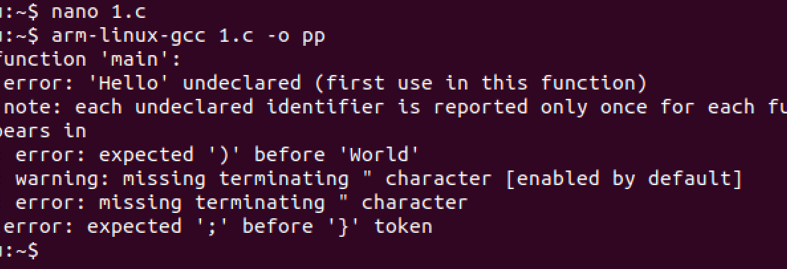 :~$ nano 1.c
:~$ arm-linux-gcc 1.c -o pp
function 'main':
error: 'Hello' undeclared (first use in this function)
note: each undeclared identifier is reported only once for each fu
pears in
error: expected ')' before 'World'
warning: missing terminating " character [enabled by default]
error: missing terminating " character
error: expected ';' before '}' token
:~$